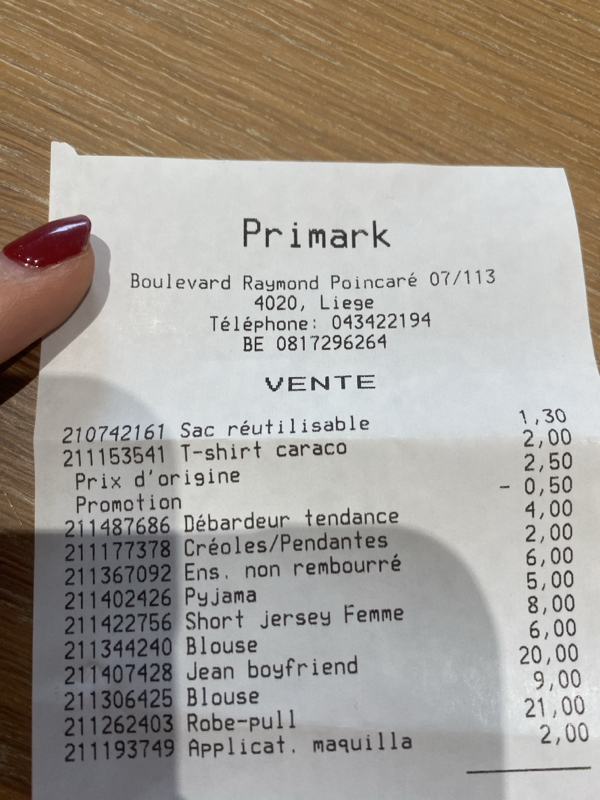 Primark
Boulevard Raymond Poincaré 07/113
4020, Liege
Téléphone: 043422194
BE 0817296264
VENTE
210742161 Sac réutilisable 1,30
211153541 T-shirt caraco 2,00
Prix d'origine 2,50
Promotion - 0,50
211487686 Débardeur tendance 4,00
211177378 Créoles/Pendantes 2,00
211367092 Ens. non rembourré 6,00
211402426 Pyjama 5,00
211422756 Short jersey Femme 8,00
211344240 Blouse 6,00
211407428 Jean boyfriend 20,00
211306425 Blouse 9,00
211262403 Robe-pull 21,00
211193749 Applicat. maquilla 2,00